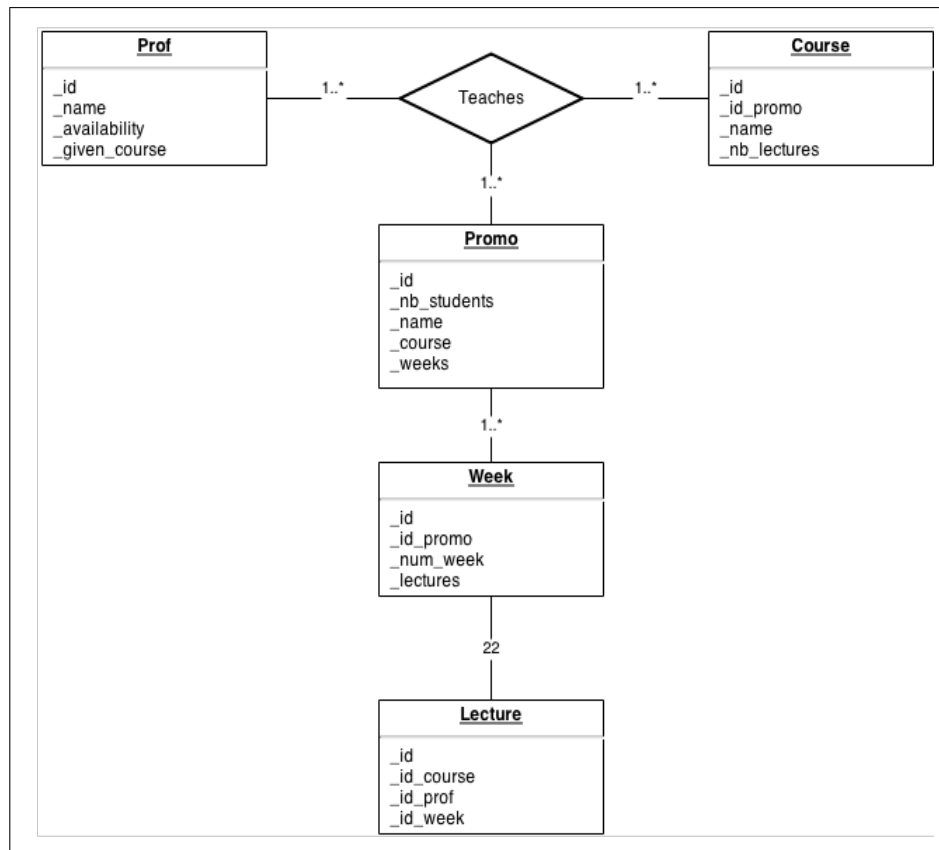 Prof
_id
_name
_availability
_given_course
1..*
Teaches
1..*
Course
_id
_id_promo
_name
_nb_lectures
1..*
Promo
_id
_nb_students
_name
_course
_weeks
1..*
Week
_id
_id_promo
_num_week
_lectures
22
Lecture
_id
_id_course
_id_prof
_id_week